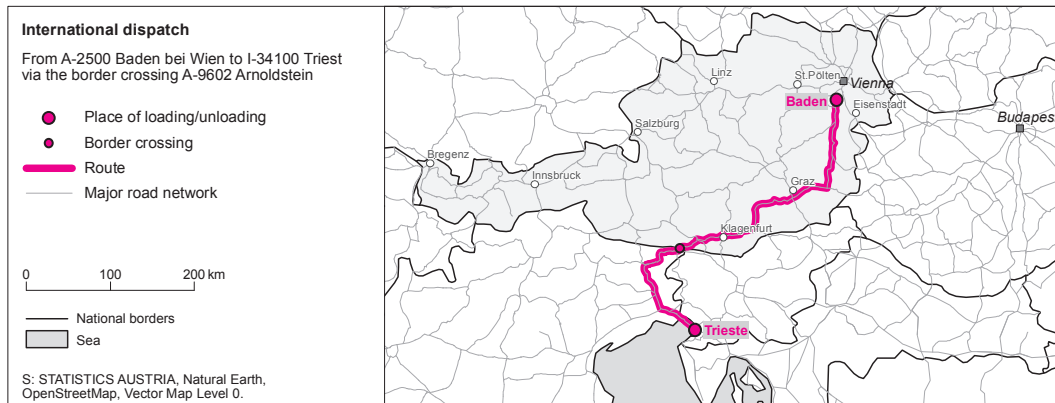 International dispatch
From A-2500 Baden bei Wien to I-34100 Triest
via the border crossing A-9602 Arnoldstein
Place of loading/unloading
Border crossing
Route
Major road network
0 100 200 km
National borders
Sea
S: STATISTICS AUSTRIA, Natural Earth,
OpenStreetMap, Vector Map Level 0.
Linz
St.Pölten
Vienna
Baden
Eisenstadt
Budapes
Salzburg
Bregenz
Innsbruck
Graz
Klagenfurt
Trieste